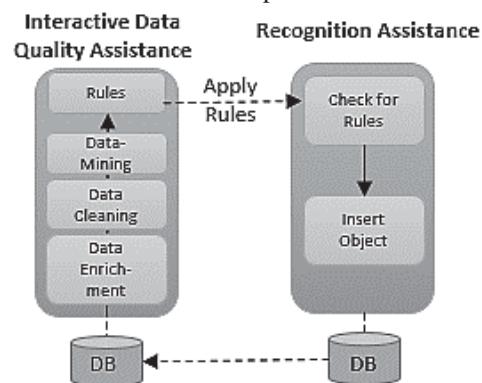 Interactive Data
Quality Assistance
Recognition Assistance
Rules
Apply
Rules
Check for
Rules
Data-
Mining
Data
Cleaning
Insert
Object
Data
Enrich-
ment
DB
DB